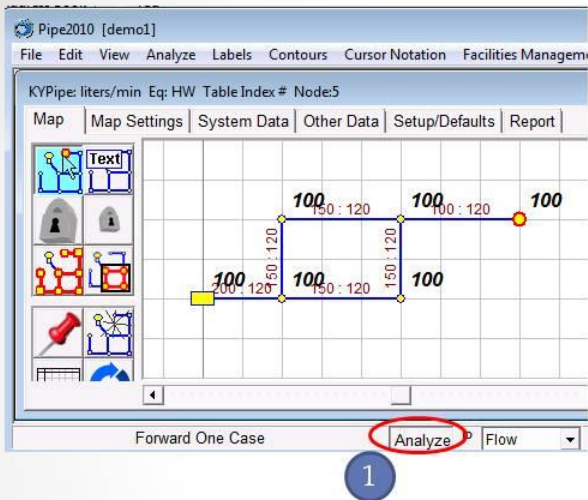 Pipe2010 [demo1]
File Edit View Analyze Labels Contours Cursor Notation Facilities Managem
KYPipe: liters/min Eq: HW Table Index # Node:5
Map Map Settings System Data Other Data Setup/Defaults Report
Text
100 100 100
150 : 120 100 : 120
150 : 120 150 : 120
100 100 100
200 : 120 150 : 120
Forward One Case Analyze Flow
1